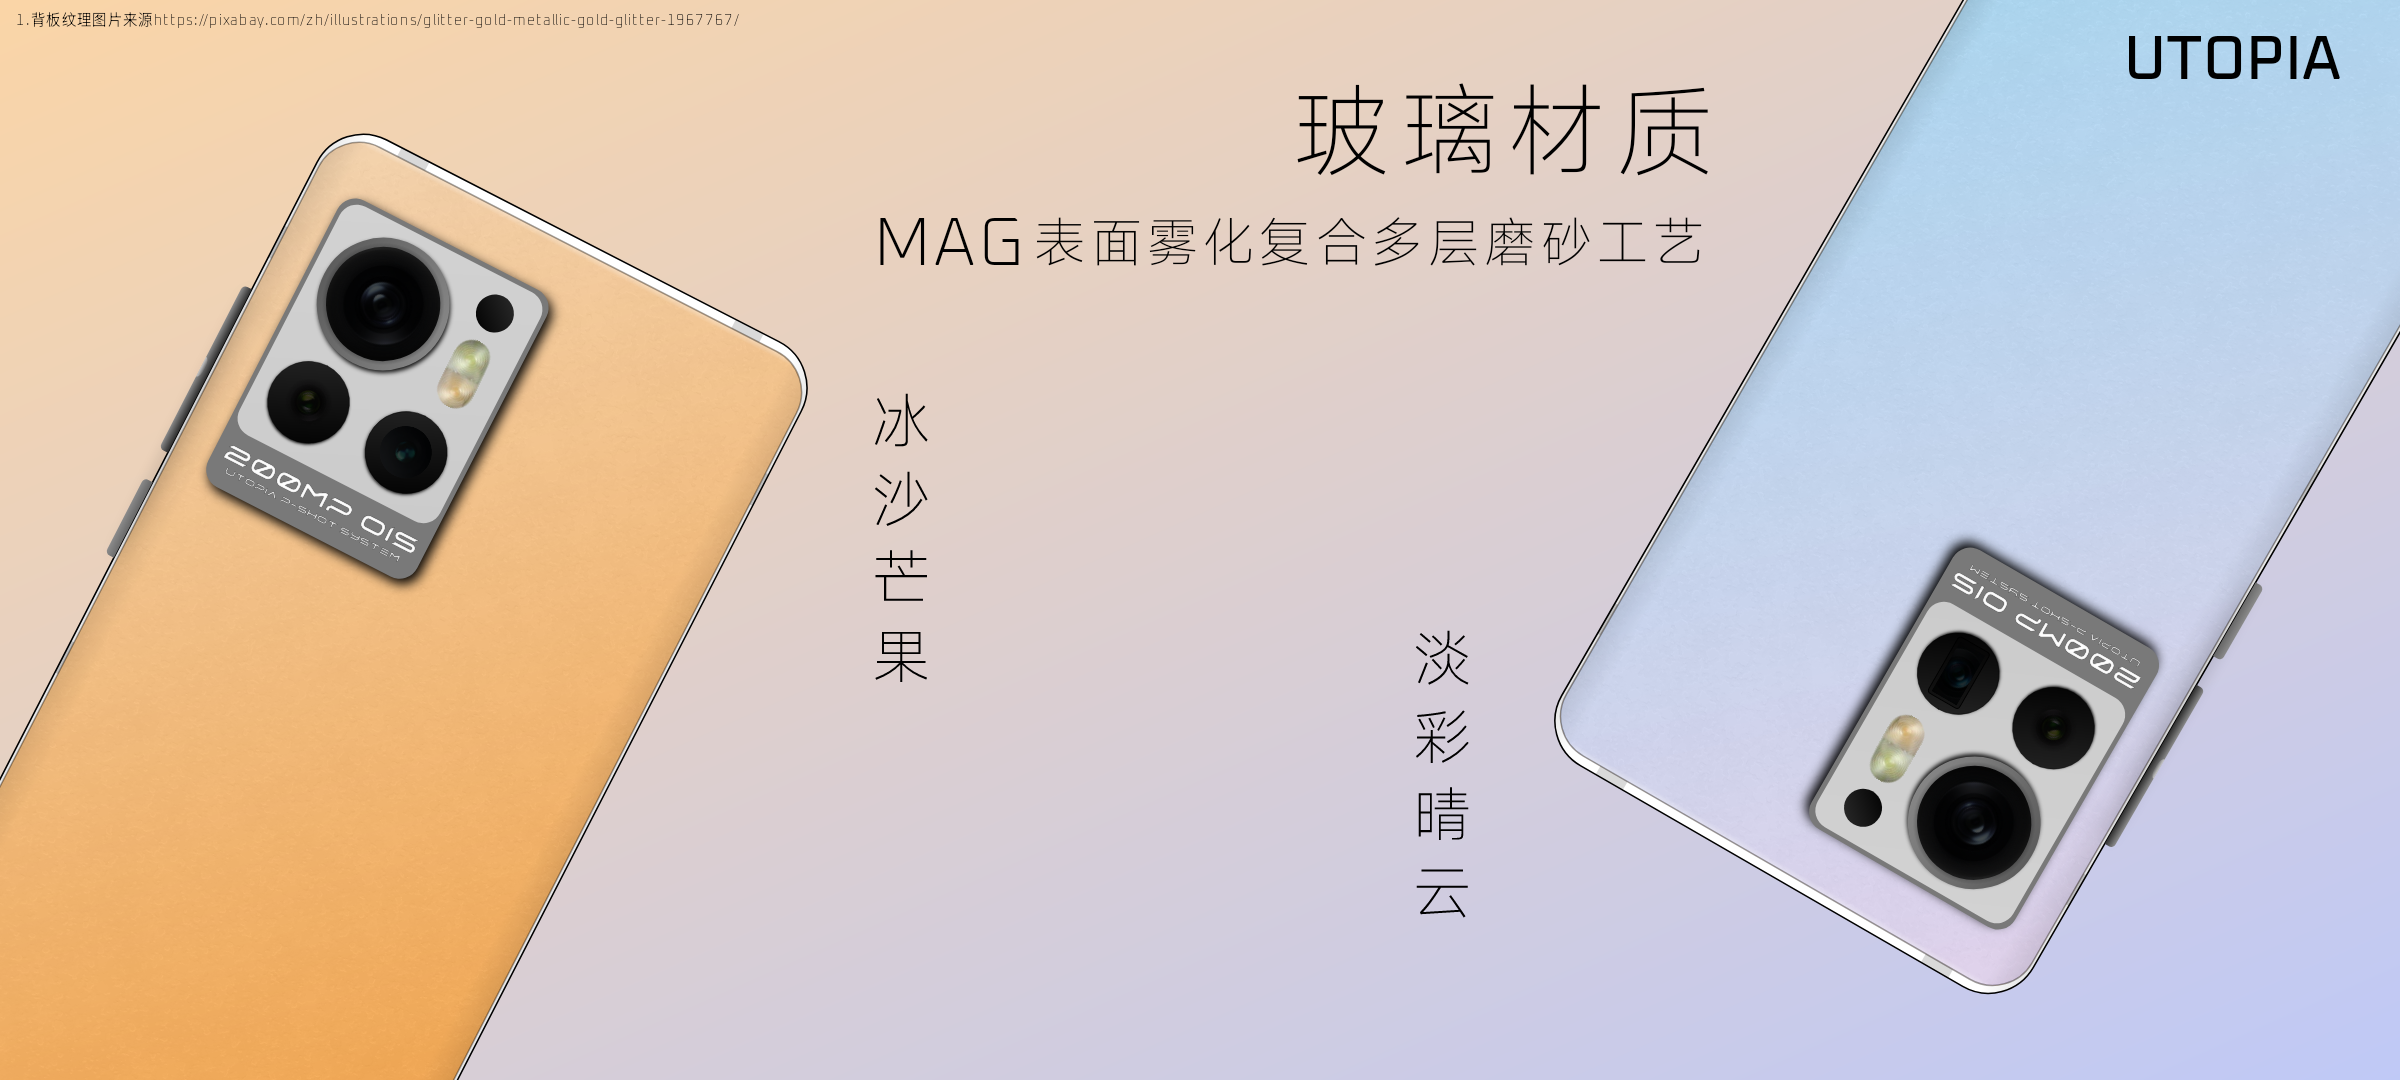 1.背板纹理图片来源https://pixabay.com/zh/illustrations/glitter-gold-metallic-gold-glitter-1967767/
UTOPIA
玻璃材质
MAG表面雾化复合多层磨砂工艺
冰沙芒果
淡彩晴云
200MP OIS
UTOPIA P-SHOT SYSTEM
200MP OIS
UTOPIA P-SHOT SYSTEM